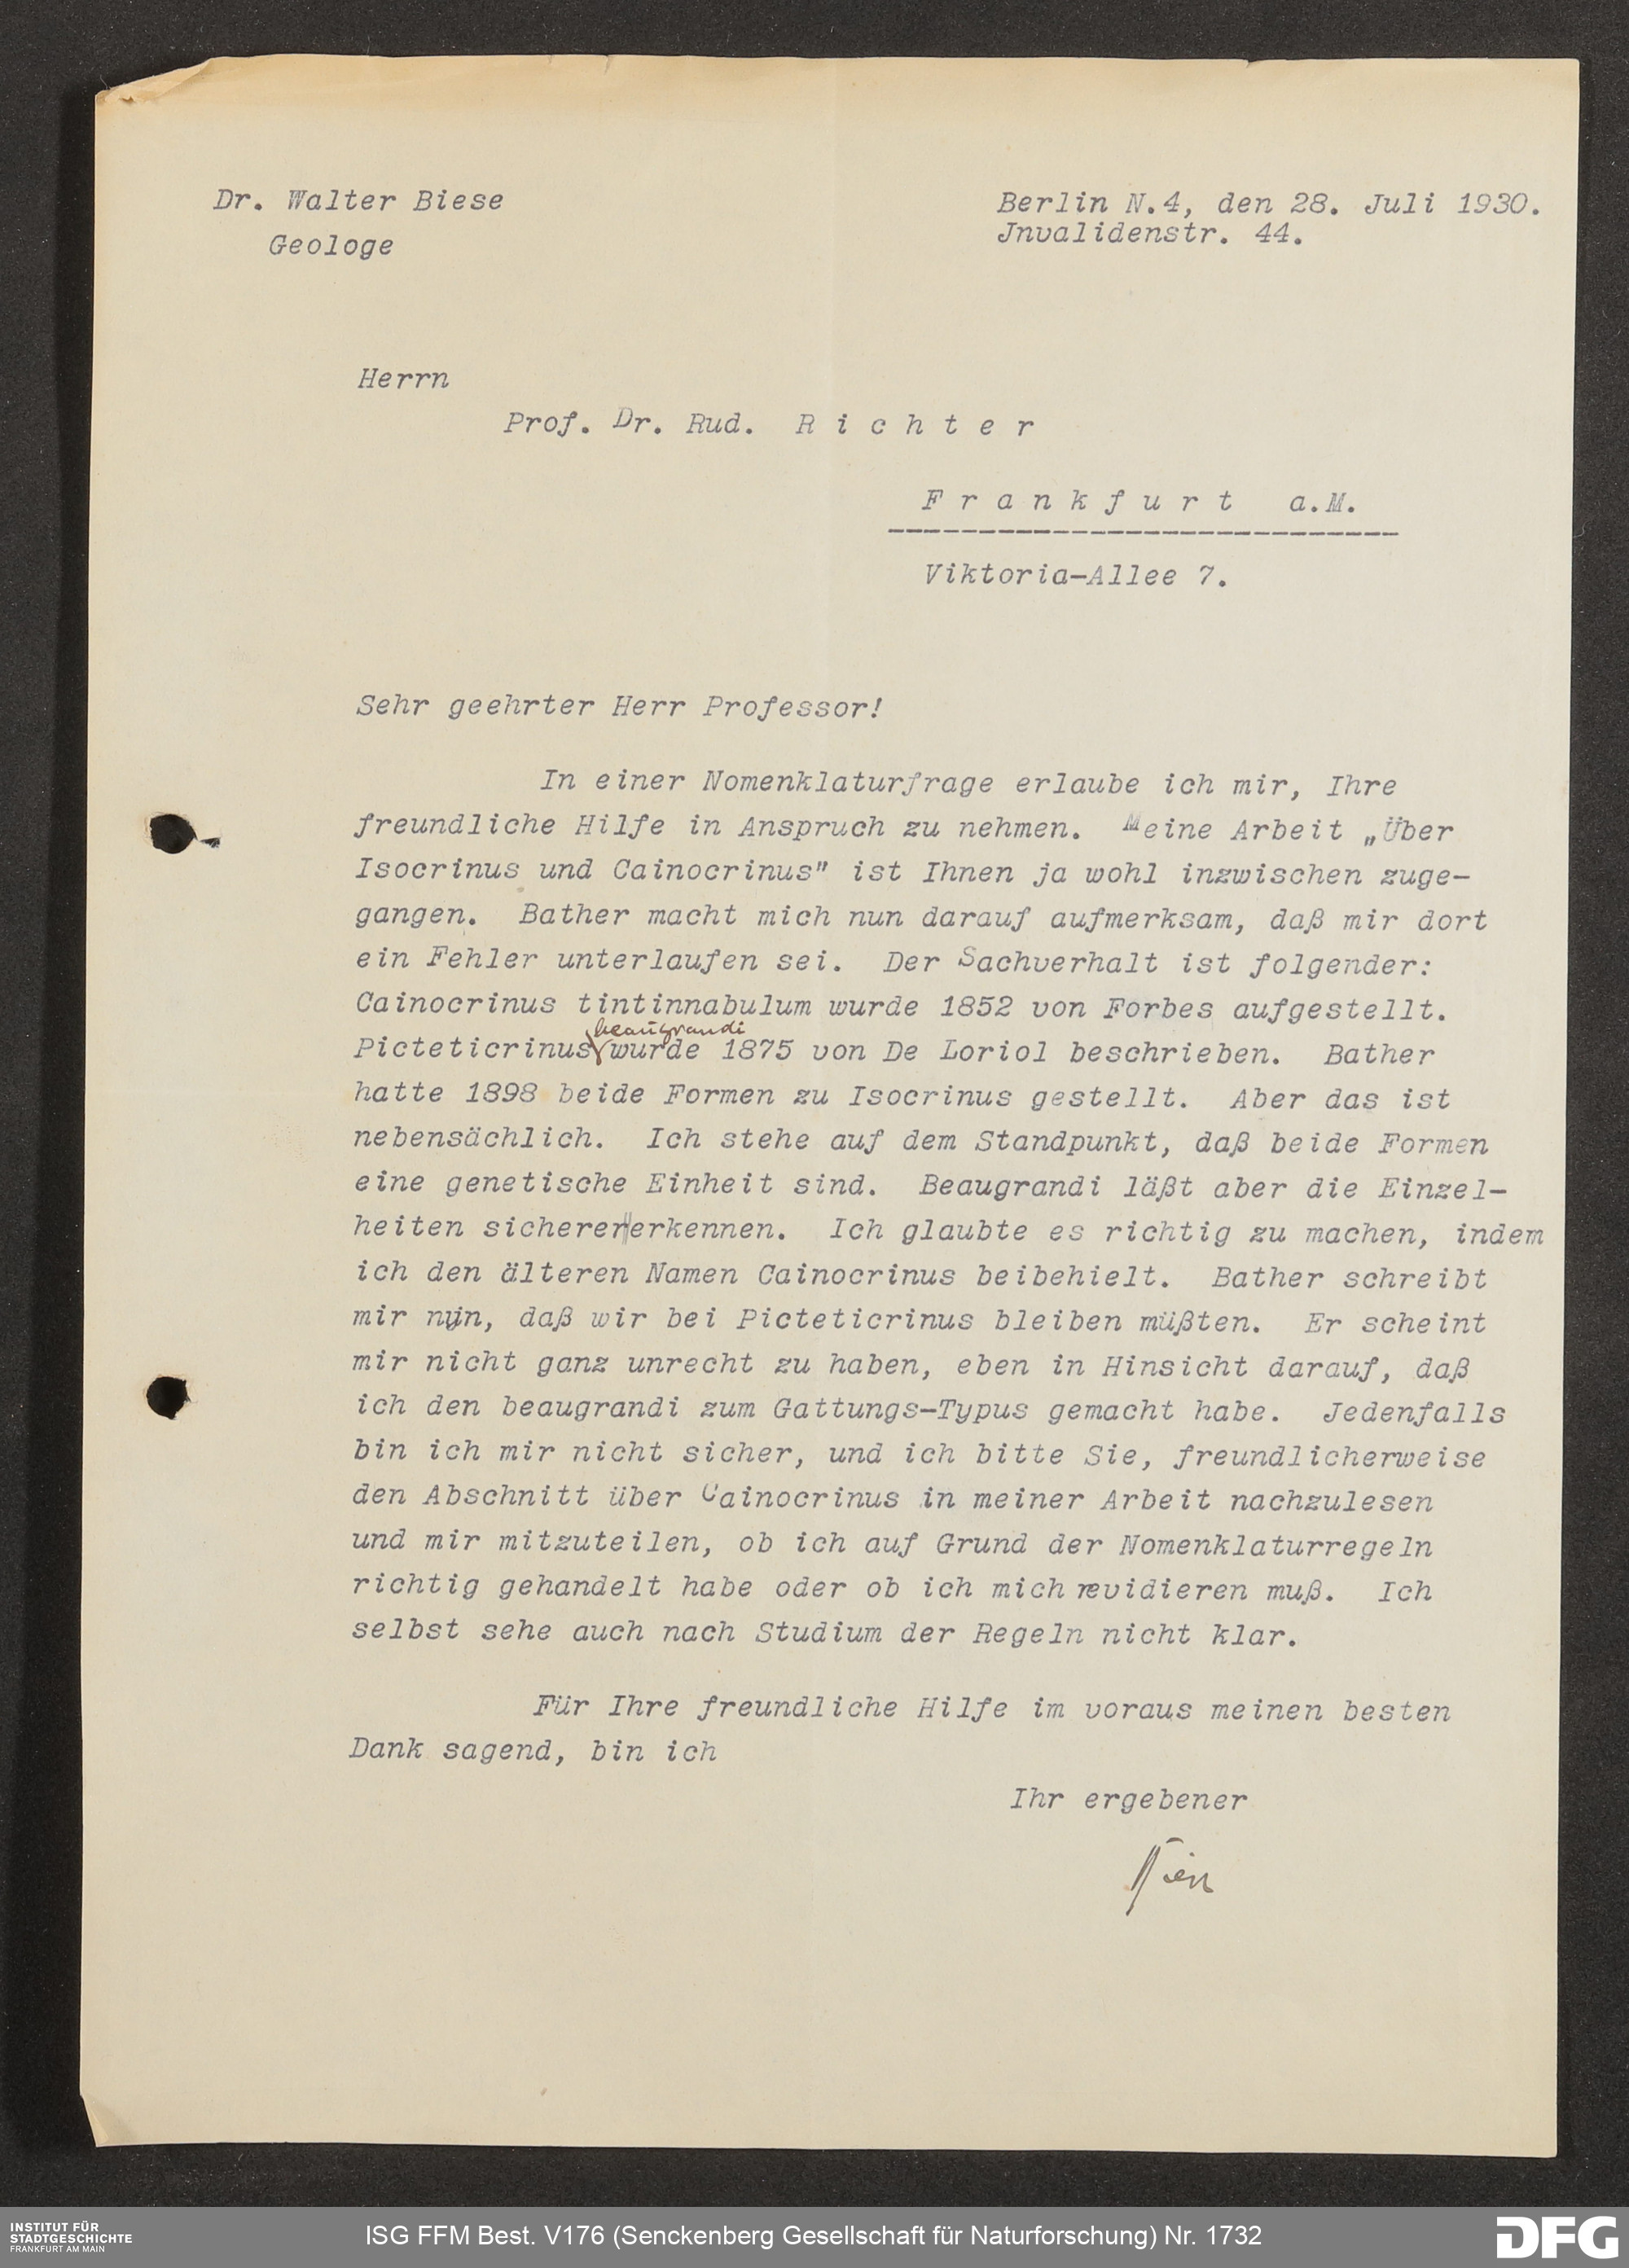 Dr. Walter Biese
Geologe
Berlin N.4, den 28. Juli 1930.
Jnvalidenstr. 44.
Herrn
Prof. Dr. Rud. R i c h t e r
F r a n k f u r t a.M.
Viktoria-Allee 7.
Sehr geehrter Herr Professor!
In einer Nomenklaturfrage erlaube ich mir, Ihre
freundliche Hilfe in Anspruch zu nehmen. Meine Arbeit „Über
Isocrinus und Cainocrinus" ist Ihnen ja wohl inzwischen zuge-
gangen. Bather macht mich nun darauf aufmerksam, daß mir dort
ein Fehler unterlaufen sei. Der Sachverhalt ist folgender:
Cainocrinus tintinnabulum wurde 1852 von Forbes aufgestellt.
beaugrandi
Picteticrinus wurde 1875 von De Loriol beschrieben. Bather
hatte 1898 beide Formen zu Isocrinus gestellt. Aber das ist
nebensächlich. Ich stehe auf dem Standpunkt, daß beide Formen
eine genetische Einheit sind. Beaugrandi läßt aber die Einzel-
heiten sicherer erkennen. Ich glaubte es richtig zu machen, indem
ich den älteren Namen Cainocrinus beibehielt. Bather schreibt
mir nun, daß wir bei Picteticrinus bleiben müßten. Er scheint
mir nicht ganz unrecht zu haben, eben in Hinsicht darauf, daß
ich den beaugrandi zum Gattungs-Typus gemacht habe. Jedenfalls
bin ich mir nicht sicher, und ich bitte Sie, freundlicherweise
den Abschnitt über Cainocrinus in meiner Arbeit nachzulesen
und mir mitzuteilen, ob ich auf Grund der Nomenklaturregeln
richtig gehandelt habe oder ob ich mich revidieren muß. Ich
selbst sehe auch nach Studium der Regeln nicht klar.
Für Ihre freundliche Hilfe im voraus meinen besten
Dank sagend, bin ich
Ihr ergebener
INSTITUT FÜR
STADTGESCHICHTE
FRANKFURT AM MAIN
ISG FFM Best. V176 (Senckenberg Gesellschaft für Naturforschung) Nr. 1732
DFG